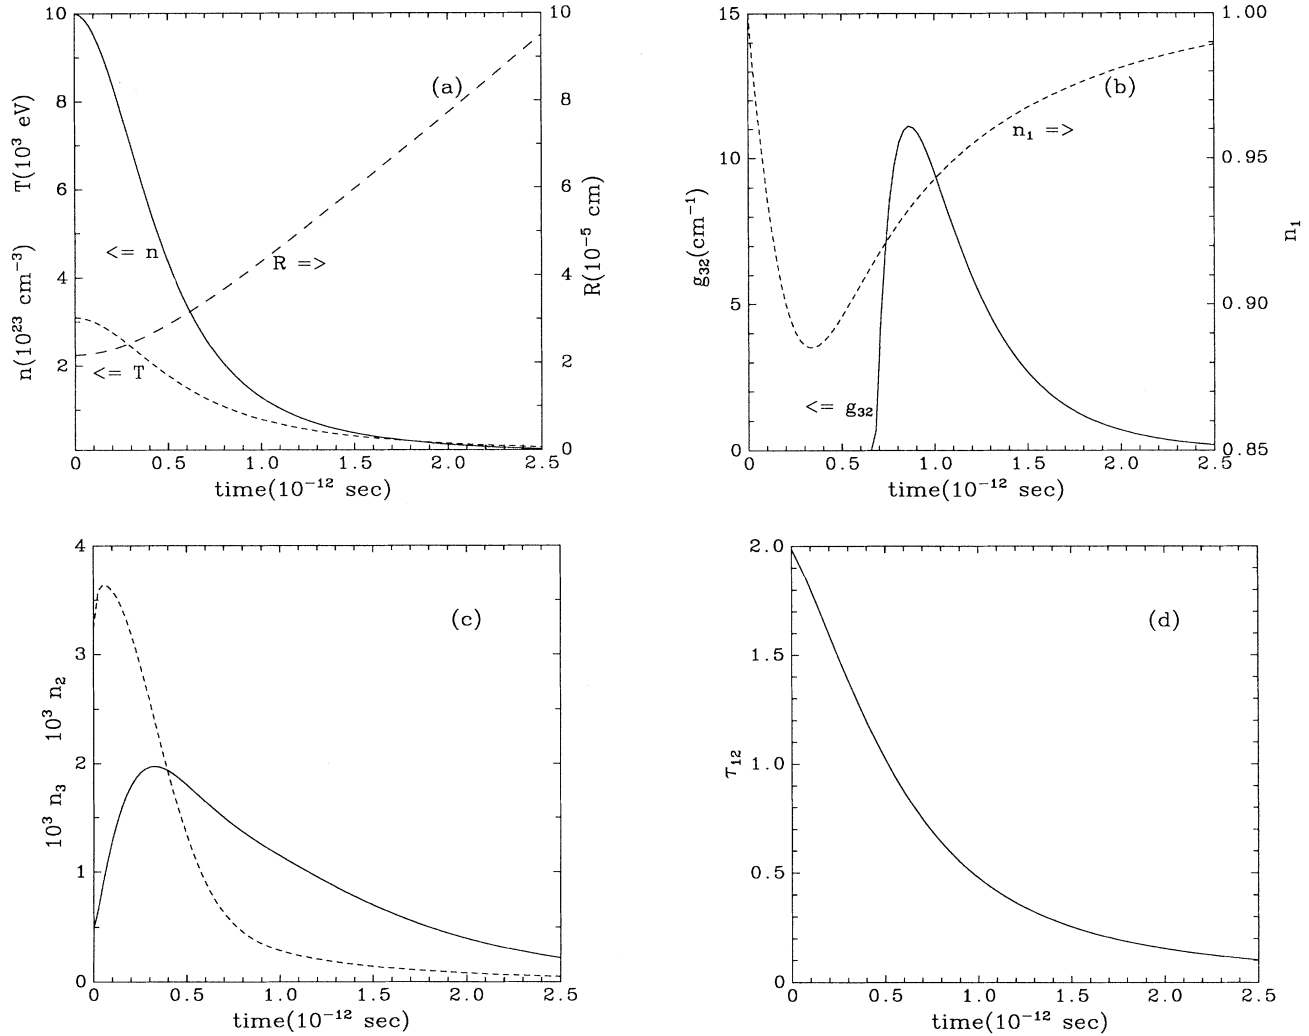 (a)
T(10³ eV)
n(10²³ cm⁻³)
10
8
6
4
2
<= n
<= T
R =>
10
8
6
4
2
0
R(10⁻⁵ cm)
0 0.5 1.0 1.5 2.0 2.5
time(10⁻¹² sec)
(b)
g₃₂(cm⁻¹)
15
10
5
0
n₁ =>
<= g₃₂
1.00
0.95
0.90
0.85
n₁
0 0.5 1.0 1.5 2.0 2.5
time(10⁻¹² sec)
(c)
10³ n₃ 10³ n₂
4
3
2
1
0
0 0.5 1.0 1.5 2.0 2.5
time(10⁻¹² sec)
(d)
τ₁₂
2.0
1.5
1.0
0.5
0
0 0.5 1.0 1.5 2.0 2.5
time(10⁻¹² sec)